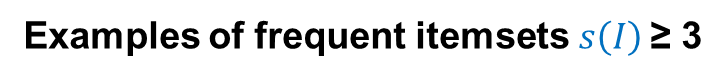 Examples of frequent itemsets s(I) ≥ 3